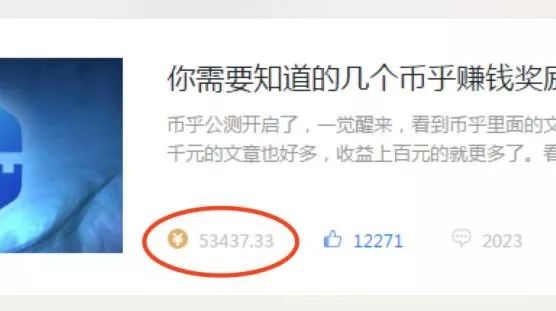 你需要知道的几个币乎赚钱奖励
币乎公测开启了，一觉醒来，看到币乎里面的文
千元的文章也好多，收益上百元的就更多了。看
¥ 53437.33 12271 2023